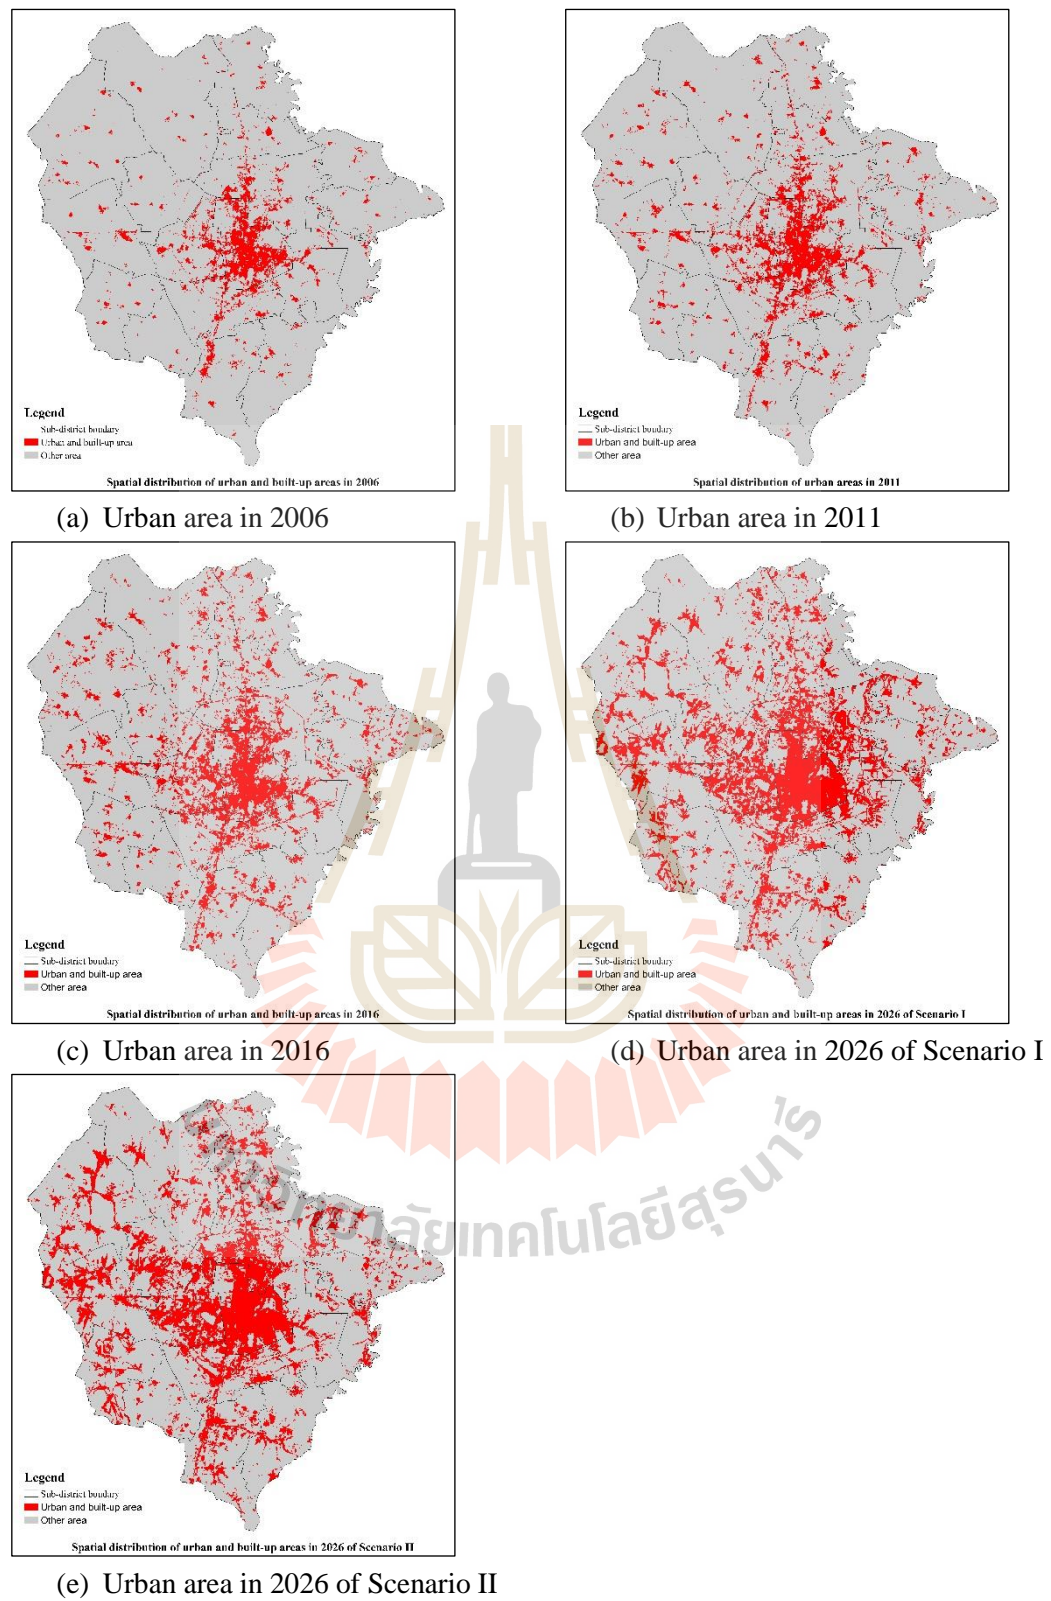 Legend
Sub-district boudary
Urban and built-up area
Other area
Spatial distribution of urban and built-up areas in 2006
(a) Urban area in 2006
Legend
Sub-district boudary
Urban and built-up area
Other area
Spatial distribution of urban areas in 2011
(b) Urban area in 2011
Legend
Sub-district boudary
Urban and built-up area
Other area
Spatial distribution of urban and built-up areas in 2016
(c) Urban area in 2016
Legend
Sub-district boudary
Urban and built-up area
Other area
Spatial distribution of urban and built-up areas in 2026 of Scenario I
(d) Urban area in 2026 of Scenario I
Legend
Sub-district boudary
Urban and built-up area
Other area
Spatial distribution of urban and built-up areas in 2026 of Scenario II
(e) Urban area in 2026 of Scenario II
มหาวิทยาลัยเทคโนโลยีสุรนารี